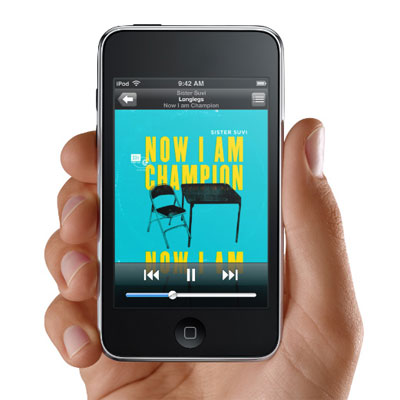 iPod 9:42 AM
Sister Suvi
Longlegs
Now I am Champion
SISTER SUVI
NOW I AM
CHAMPION
NOW I AM